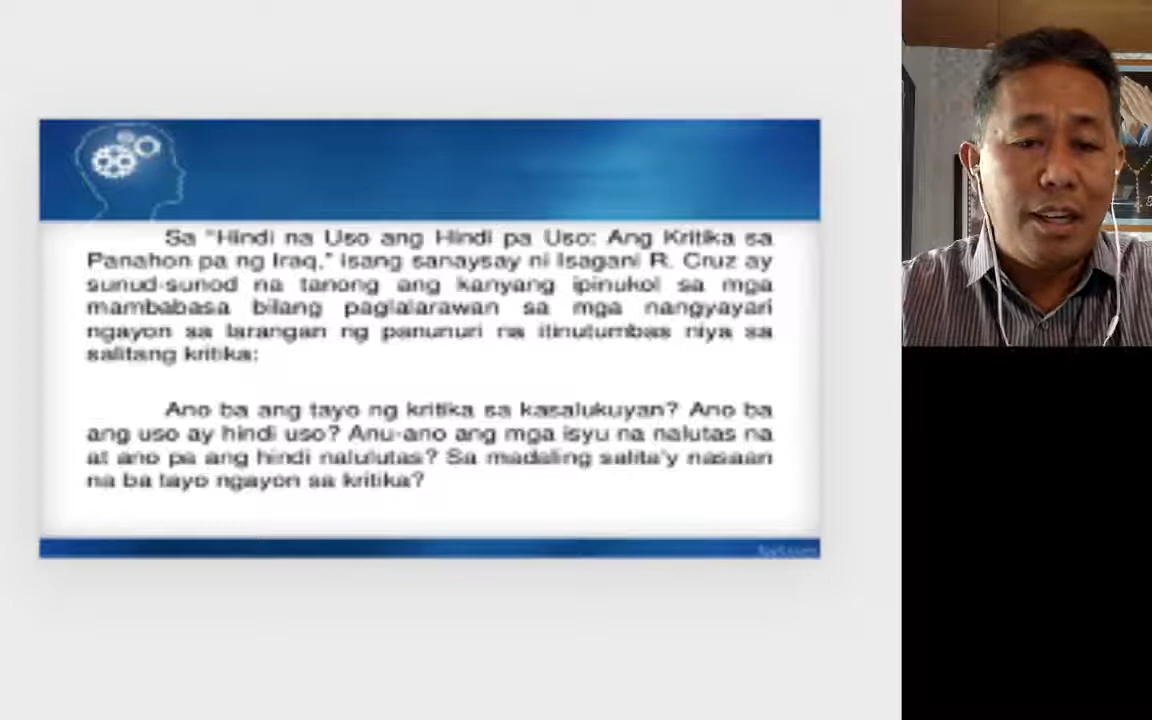 Sa "Hindi na Uso ang Hindi pa Uso: Ang Kritika sa
Panahon pa ng Iraq," isang sanaysay ni Isagani R. Cruz ay
sunud-sunod na tanong ang kanyang ipinukol sa mga
mambabasa bilang paglalarawan sa mga nangyayari
ngayon sa larangan ng panunuri na itinutumbas niya sa
salitang kritika:
Ano ba ang tayo ng kritika sa kasalukuyan? Ano ba
ang uso ay hindi uso? Anu-ano ang mga isyu na nalutas na
at ano pa ang hindi nalulutas? Sa madaling salita'y nasaan
na ba tayo ngayon sa kritika?